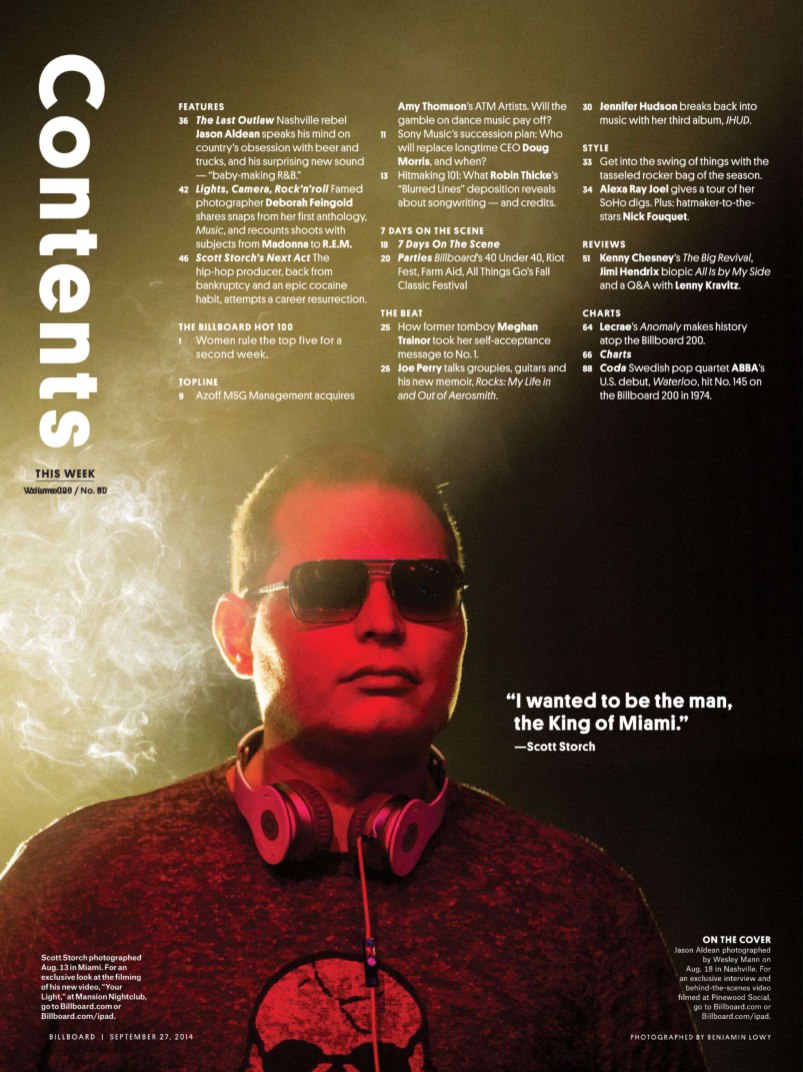 Contents
THIS WEEK
/ No.
FEATURES
36 The Last Outlaw Nashville rebel
Jason Aldean speaks his mind on
country's obsession with beer and
trucks, and his surprising new sound
— "baby-making R&B."
42 Lights, Camera, Rock'n'roll Famed
photographer Deborah Feingold
shares snaps from her first anthology,
Music, and recounts shoots with
subjects from Madonna to R.E.M.
46 Scott Storch's Next Act The
hip-hop producer, back from
bankruptcy and an epic cocaine
habit, attempts a career resurrection.
THE BILLBOARD HOT 100
1 Women rule the top five for a
second week.
TOPLINE
9 Azoff MSG Management acquires
Amy Thomson's ATM Artists. Will the
gamble on dance music pay off?
11 Sony Music's succession plan: Who
will replace longtime CEO Doug
Morris, and when?
13 Hitmaking 101: What Robin Thicke's
"Blurred Lines" deposition reveals
about songwriting — and credits.
7 DAYS ON THE SCENE
18 7 Days On The Scene
20 Parties Billboard's 40 Under 40, Riot
Fest, Farm Aid, All Things Go's Fall
Classic Festival
THE BEAT
25 How former tomboy Meghan
Trainor took her self-acceptance
message to No. 1.
26 Joe Perry talks groupies, guitars and
his new memoir, Rocks: My Life in
and Out of Aerosmith.
30 Jennifer Hudson breaks back into
music with her third album, JHUD.
STYLE
33 Get into the swing of things with the
tasseled rocker bag of the season.
34 Alexa Ray Joel gives a tour of her
SoHo digs. Plus: hatmaker-to-the-
stars Nick Fouquet.
REVIEWS
51 Kenny Chesney's The Big Revival,
Jimi Hendrix biopic All Is by My Side
and a Q&A with Lenny Kravitz.
CHARTS
64 Lecrae's Anomaly makes history
atop the Billboard 200.
66 Charts
88 Coda Swedish pop quartet ABBA's
U.S. debut, Waterloo, hit No. 145 on
the Billboard 200 in 1974.
"I wanted to be the man,
the King of Miami."
—Scott Storch
Scott Storch photographed
Aug. 13 in Miami. For an
exclusive look at the filming
of his new video, "Your
Light," at Mansion Nightclub,
go to Billboard.com or
Billboard.com/ipad.
ON THE COVER
Jason Aldean photographed
by Wesley Mann on
Aug. 18 in Nashville. For
an exclusive interview and
behind-the-scenes video
filmed at Pinewood Social,
go to Billboard.com or
Billboard.com/ipad.
BILLBOARD | SEPTEMBER 27, 2014
PHOTOGRAPHED BY BENJAMIN LOWY